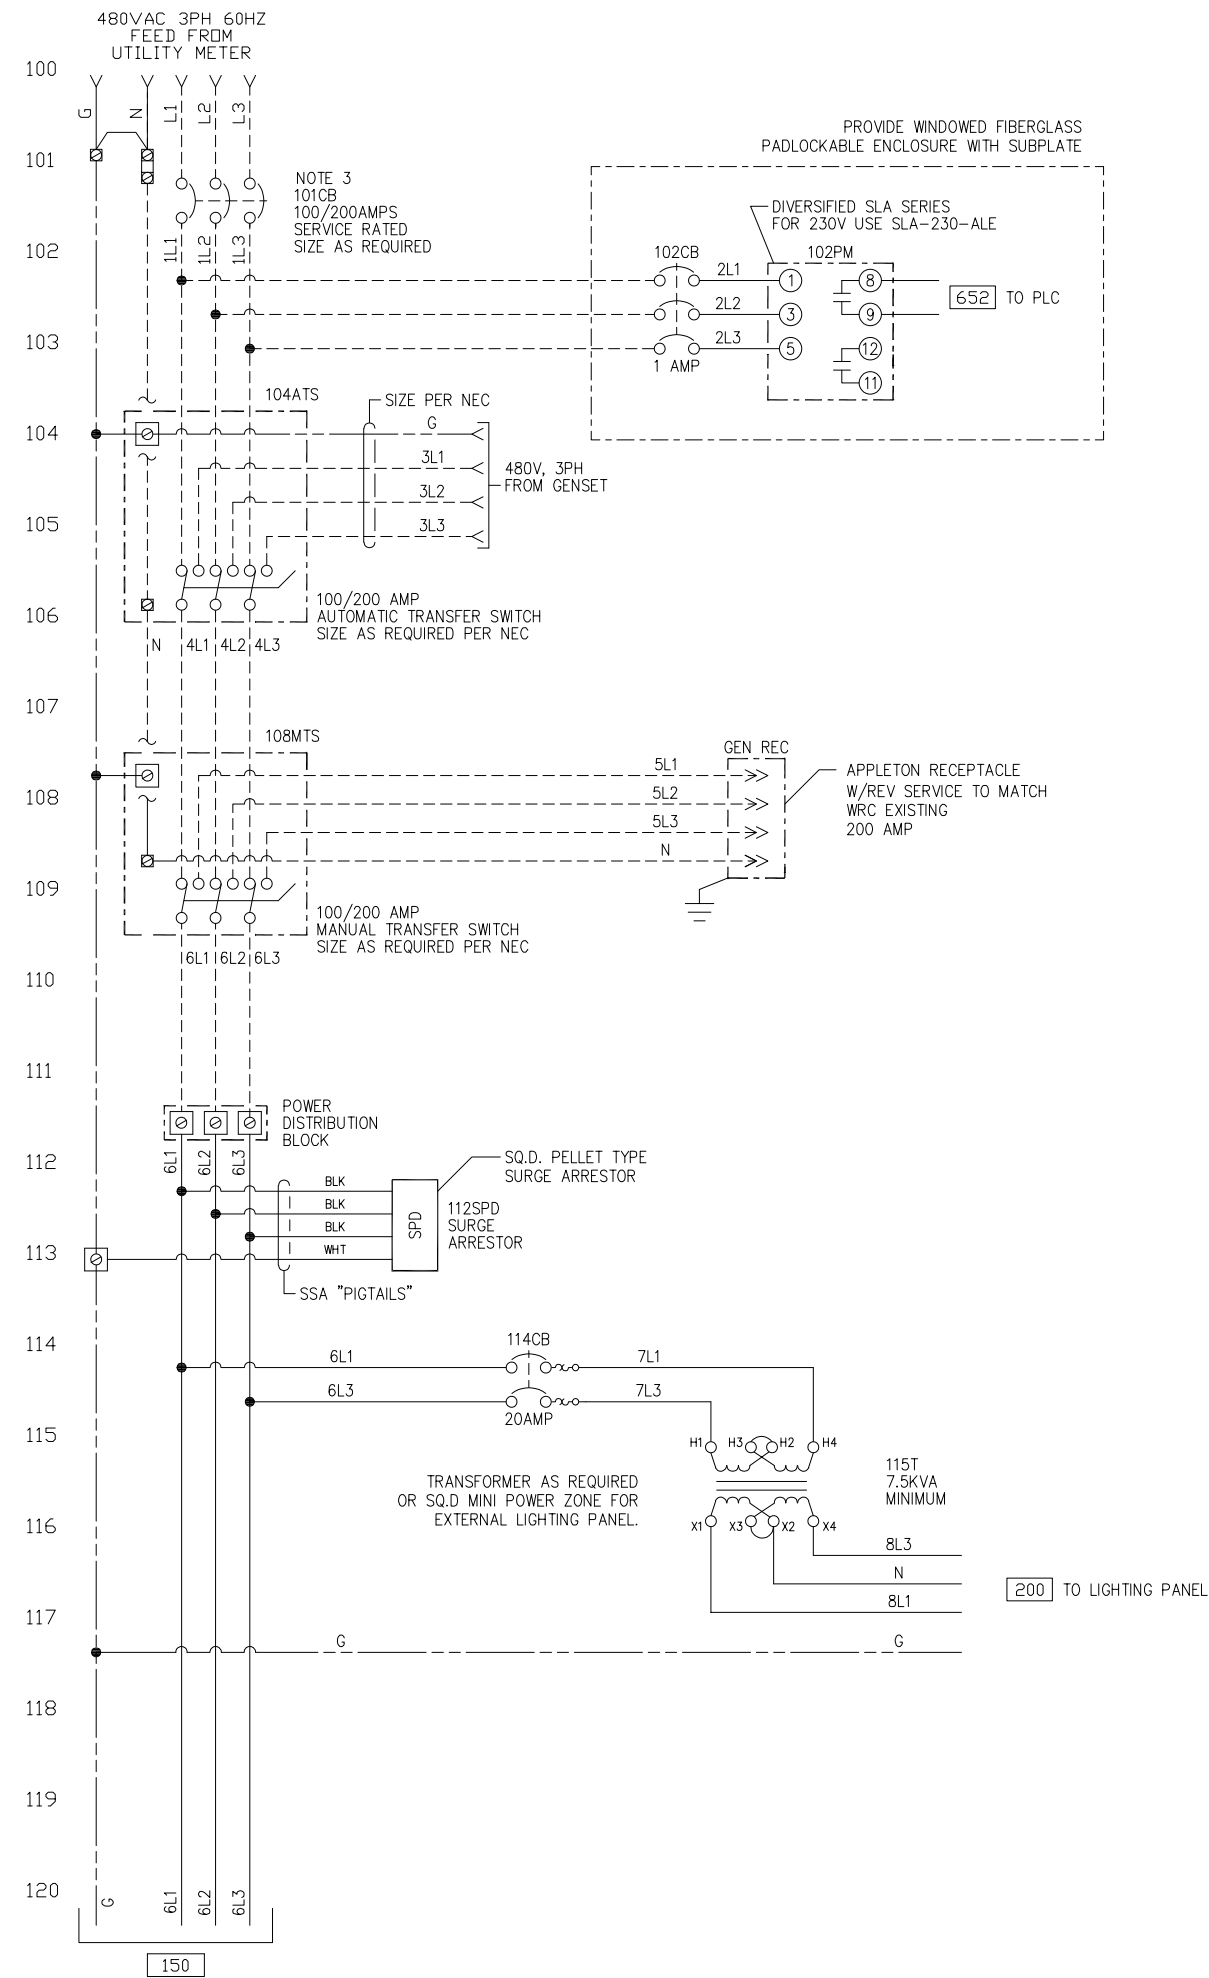 480VAC 3PH 60HZ
FEED FROM
UTILITY METER
100
G
N
L1
L2
L3
PROVIDE WINDOWED FIBERGLASS
PADLOCKABLE ENCLOSURE WITH SUBPLATE
101
NOTE 3
101CB
100/200AMPS
SERVICE RATED
SIZE AS REQUIRED
DIVERSIFIED SLA SERIES
FOR 230V USE SLA-230-ALE
102
1L1
1L2
1L3
102CB
102PM
2L1
1
8
652 TO PLC
2L2
3
9
103
2L3
5
12
1 AMP
11
104ATS
SIZE PER NEC
104
G
3L1
480V, 3PH
FROM GENSET
3L2
105
3L3
100/200 AMP
AUTOMATIC TRANSFER SWITCH
SIZE AS REQUIRED PER NEC
106
N
4L1
4L2
4L3
107
108MTS
GEN REC
5L1
APPLETON RECEPTACLE
W/REV SERVICE TO MATCH
WRC EXISTING
200 AMP
108
5L2
5L3
N
109
100/200 AMP
MANUAL TRANSFER SWITCH
SIZE AS REQUIRED PER NEC
6L1
6L2
6L3
110
111
POWER
DISTRIBUTION
BLOCK
112
6L1
6L2
6L3
SQ.D. PELLET TYPE
SURGE ARRESTOR
BLK
BLK
BLK
WHT
SPD
112SPD
SURGE
ARRESTOR
113
SSA "PIGTAILS"
114
114CB
6L1
7L1
6L3
7L3
20AMP
115
H1
H3
H2
H4
115T
7.5KVA
MINIMUM
TRANSFORMER AS REQUIRED
OR SQ.D MINI POWER ZONE FOR
EXTERNAL LIGHTING PANEL.
116
X1
X3
X2
X4
8L3
N
200 TO LIGHTING PANEL
8L1
117
G
G
118
119
120
G
6L1
6L2
6L3
150